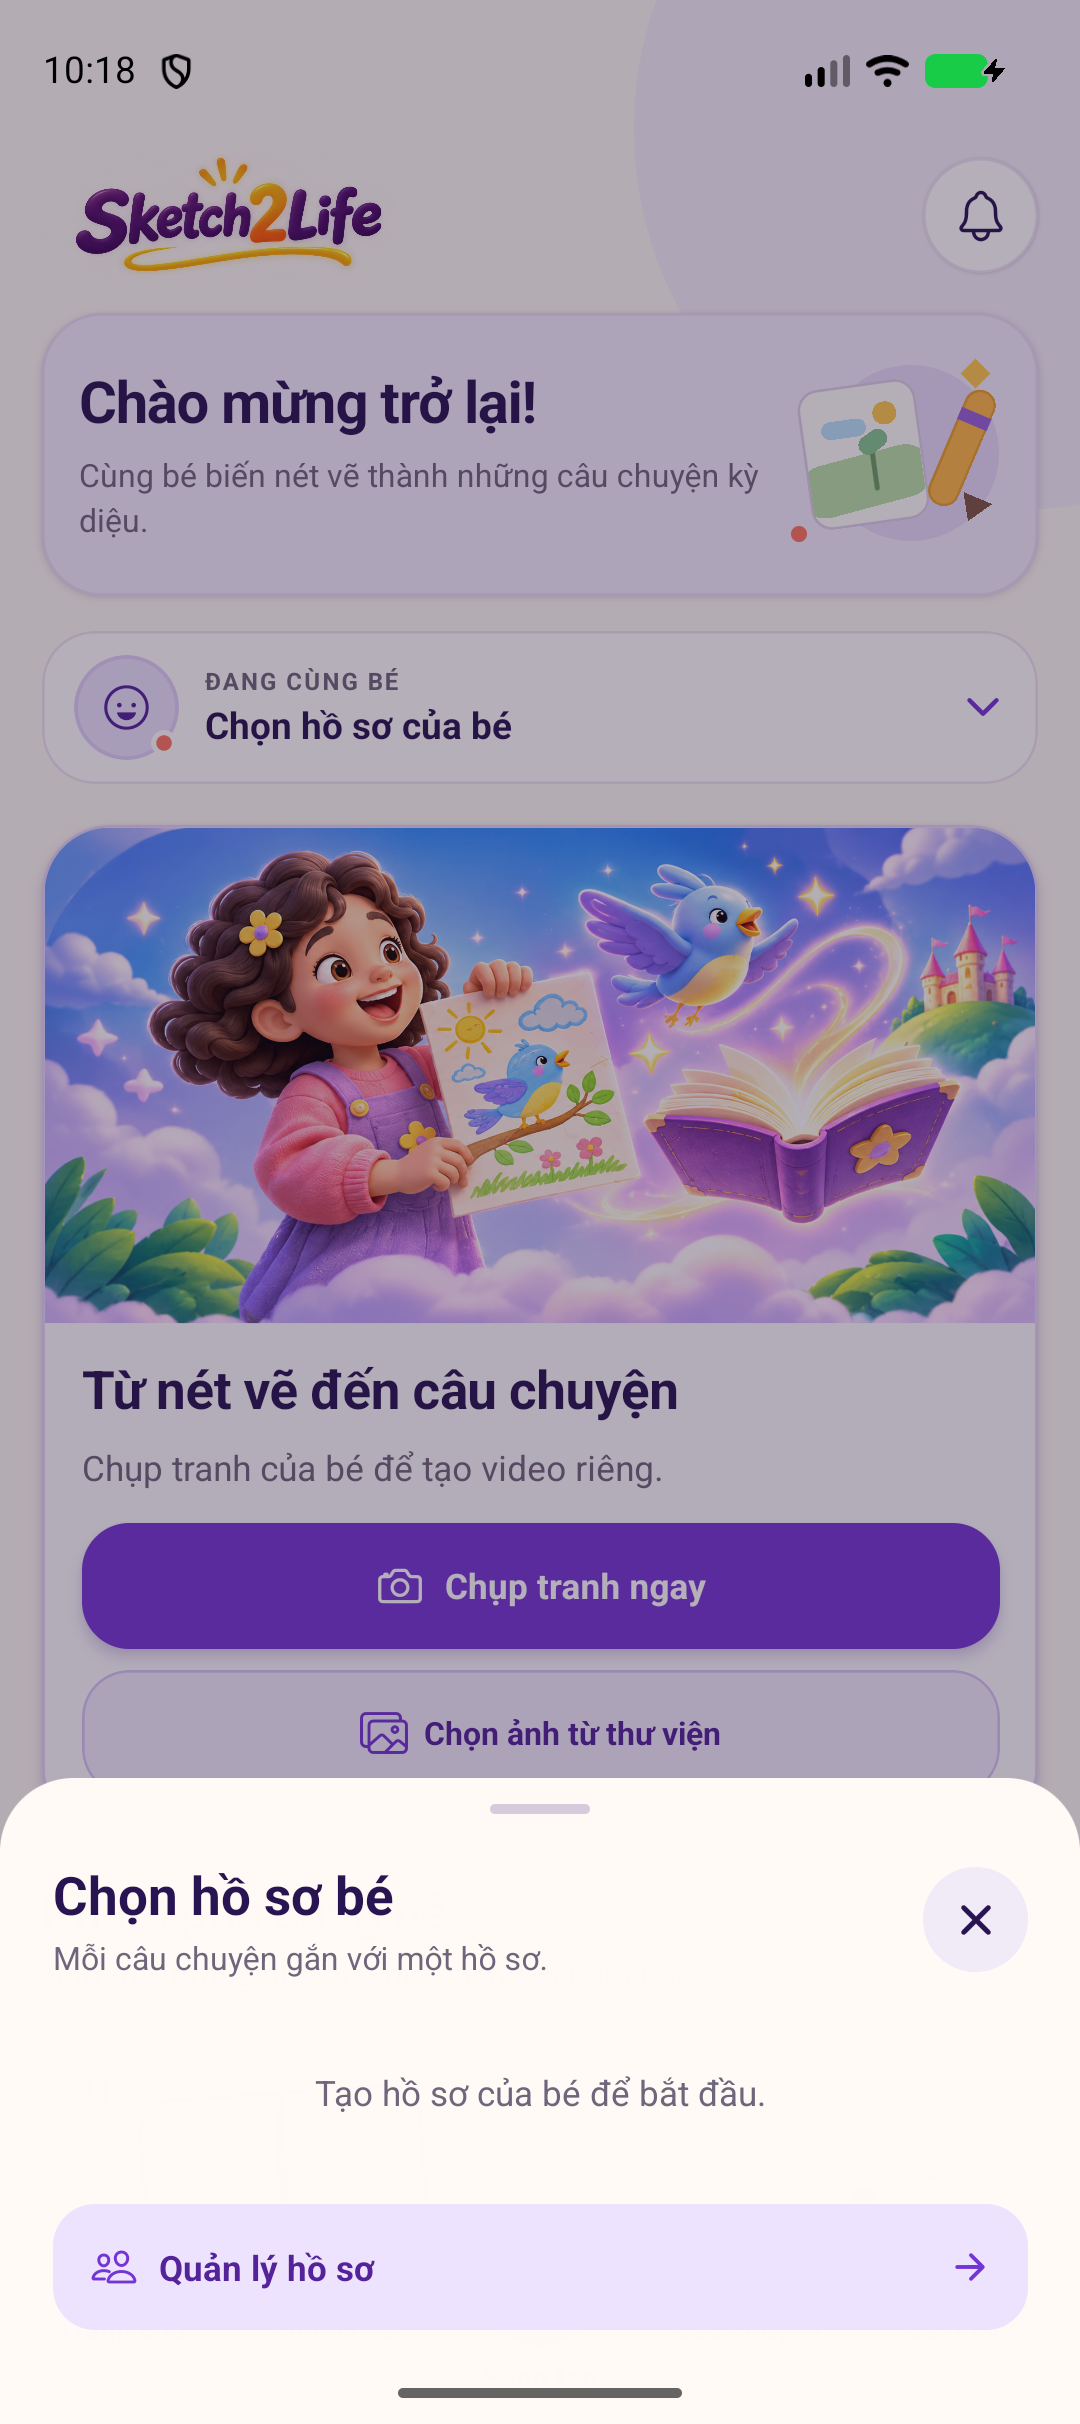 10:18
Sketch2Life
Chào mừng trở lại!
Cùng bé biến nét vẽ thành những câu chuyện kỳ
diệu.
ĐANG CÙNG BÉ
Chọn hồ sơ của bé
Từ nét vẽ đến câu chuyện
Chụp tranh của bé để tạo video riêng.
Chụp tranh ngay
Chọn ảnh từ thư viện
Chọn hồ sơ bé
Mỗi câu chuyện gắn với một hồ sơ.
Tạo hồ sơ của bé để bắt đầu.
Quản lý hồ sơ